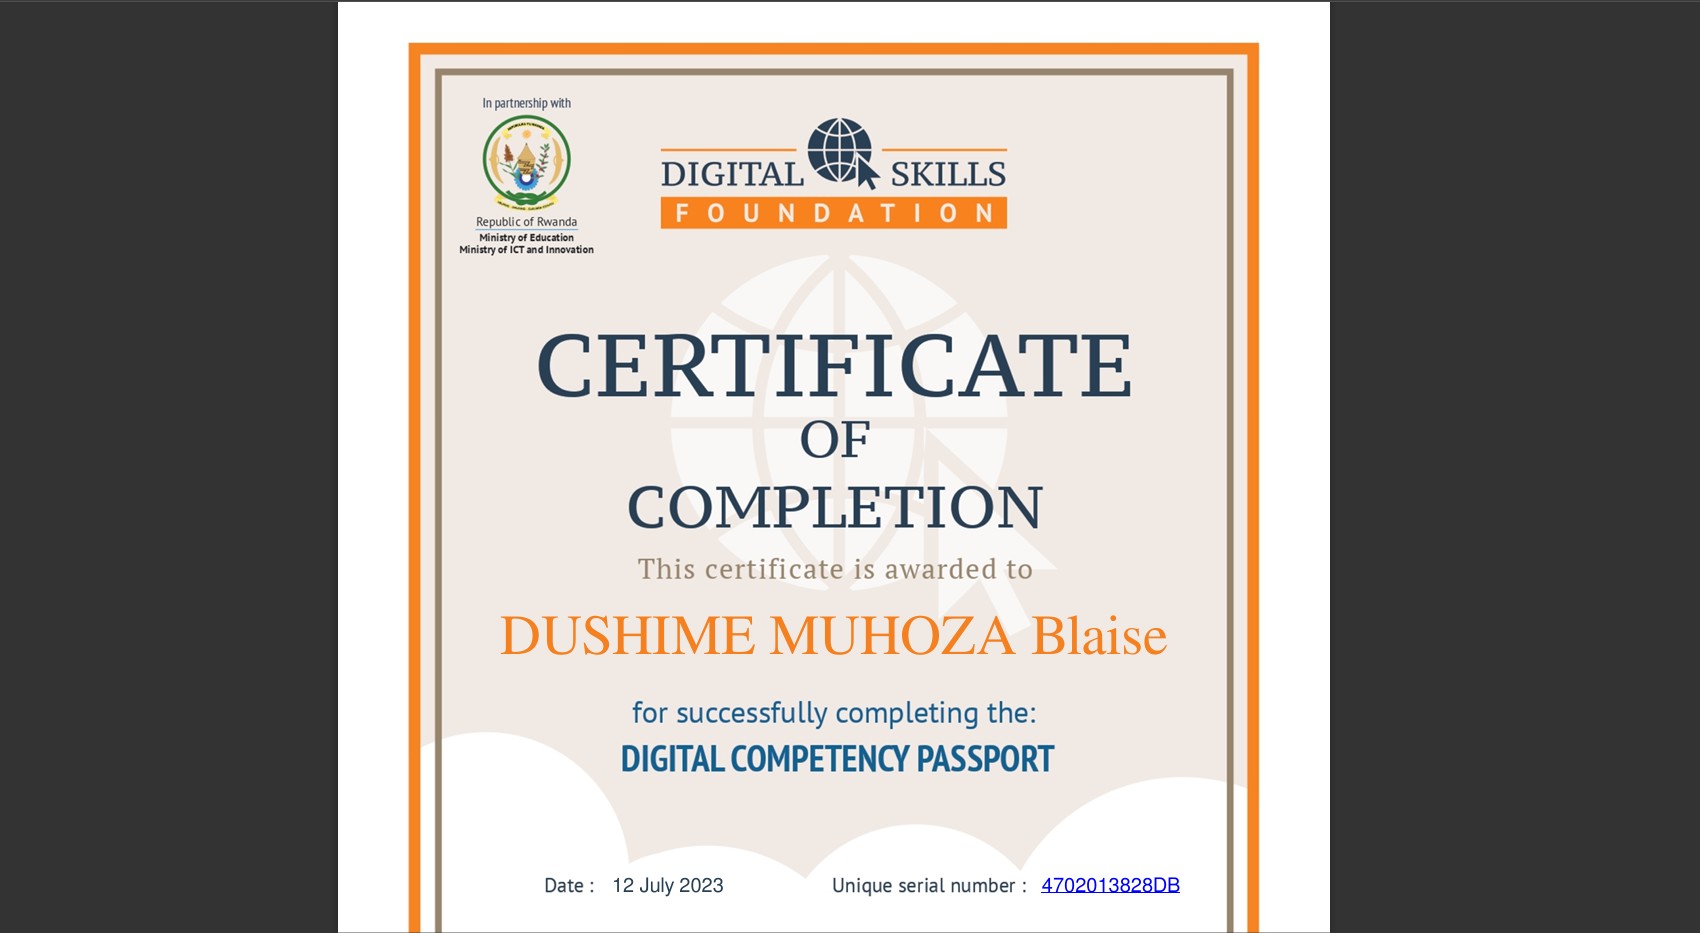 In partnership with
Republic of Rwanda
Ministry of Education
Ministry of ICT and Innovation
DIGITAL SKILLS
FOUNDATION
CERTIFICATE
OF
COMPLETION
This certificate is awarded to
DUSHIME MUHOZA Blaise
for successfully completing the:
DIGITAL COMPETENCY PASSPORT
Date : 12 July 2023 Unique serial number : 4702013828DB